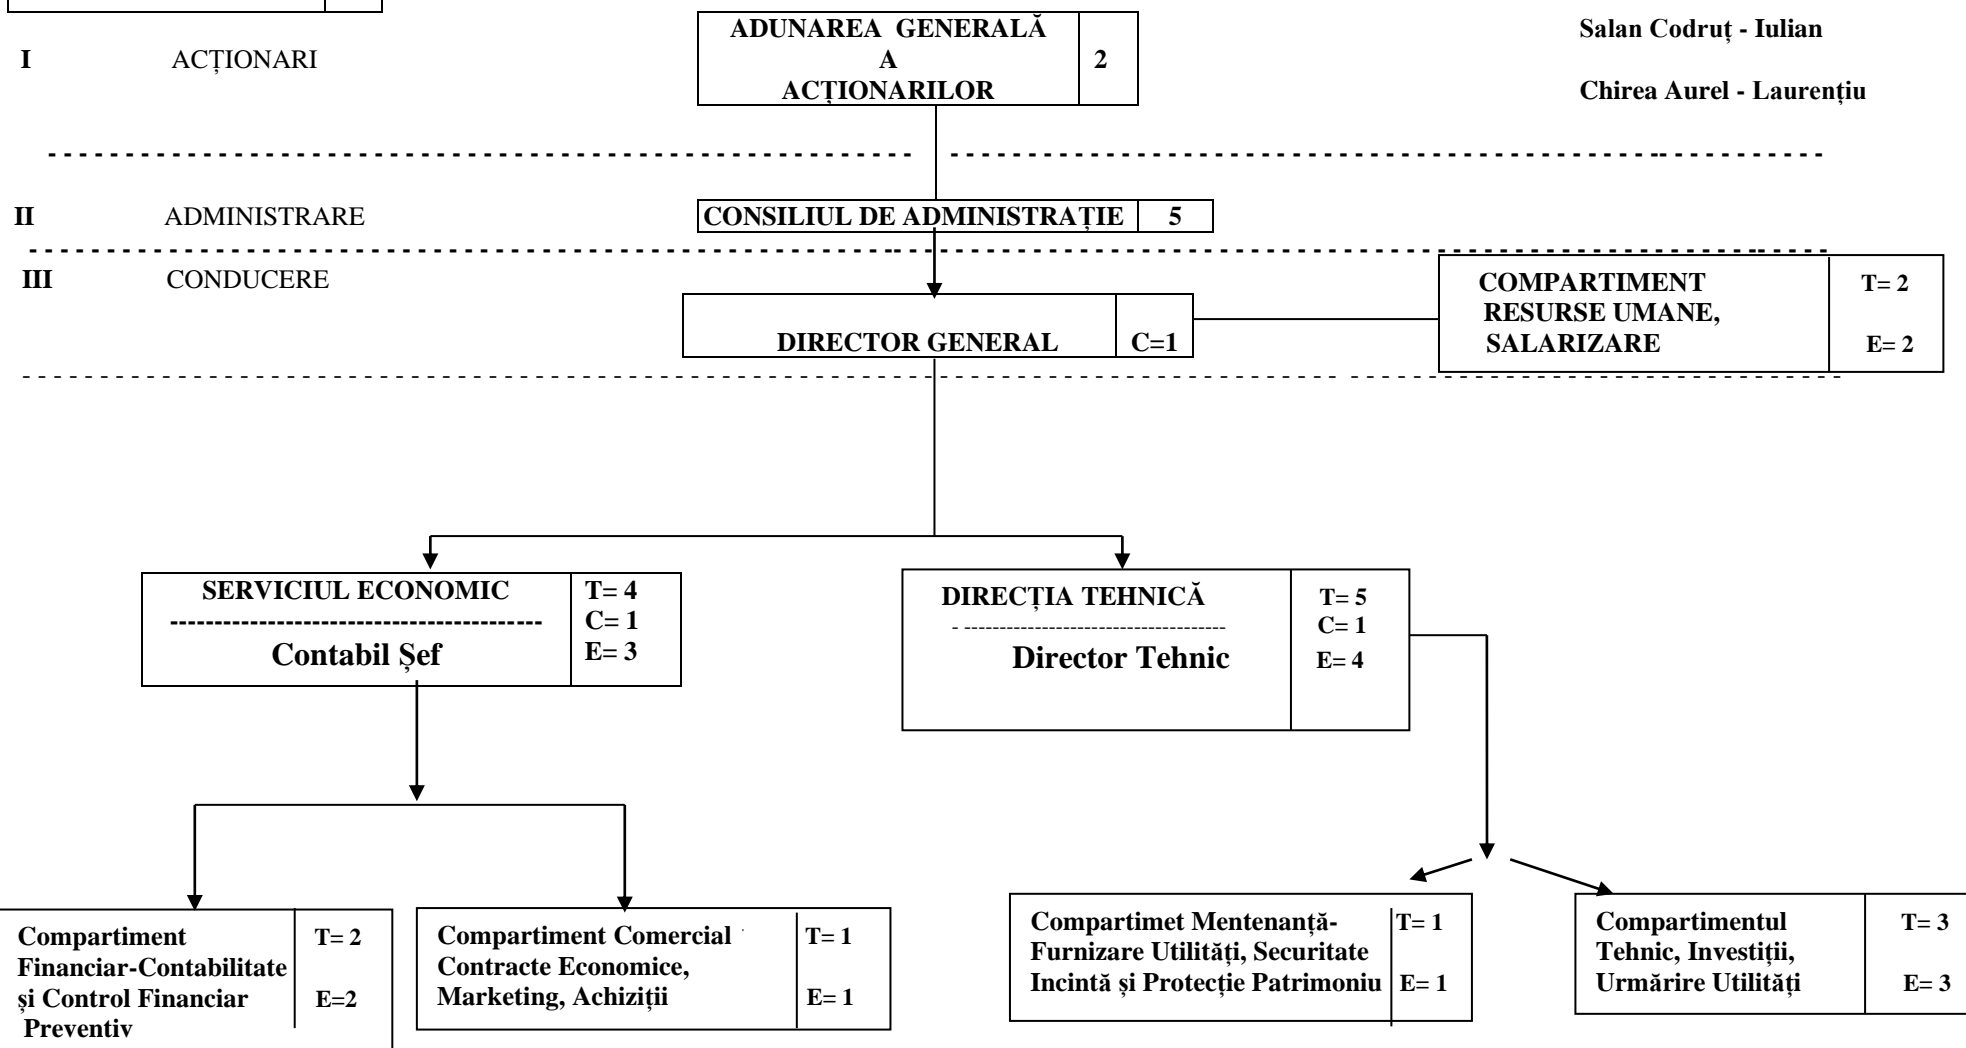 ADUNAREA GENERALĂ
A
ACȚIONARILOR
2
Salan Codruț - Iulian
I ACȚIONARI
Chirea Aurel - Laurențiu
II ADMINISTRARE
CONSILIUL DE ADMINISTRAȚIE 5
III CONDUCERE
DIRECTOR GENERAL C=1
COMPARTIMENT
RESURSE UMANE,
SALARIZARE
T= 2
E= 2
SERVICIUL ECONOMIC
Contabil Șef
T= 4
C= 1
E= 3
DIRECȚIA TEHNICĂ
Director Tehnic
T= 5
C= 1
E= 4
Compartiment
Financiar-Contabilitate
și Control Financiar
Preventiv
T= 2
E=2
Compartiment Comercial
Contracte Economice,
Marketing, Achiziții
T= 1
E= 1
Compartimet Mentenanță-
Furnizare Utilități, Securitate
Incintă și Protecție Patrimoniu
T= 1
E= 1
Compartimentul
Tehnic, Investiții,
Urmărire Utilități
T= 3
E= 3